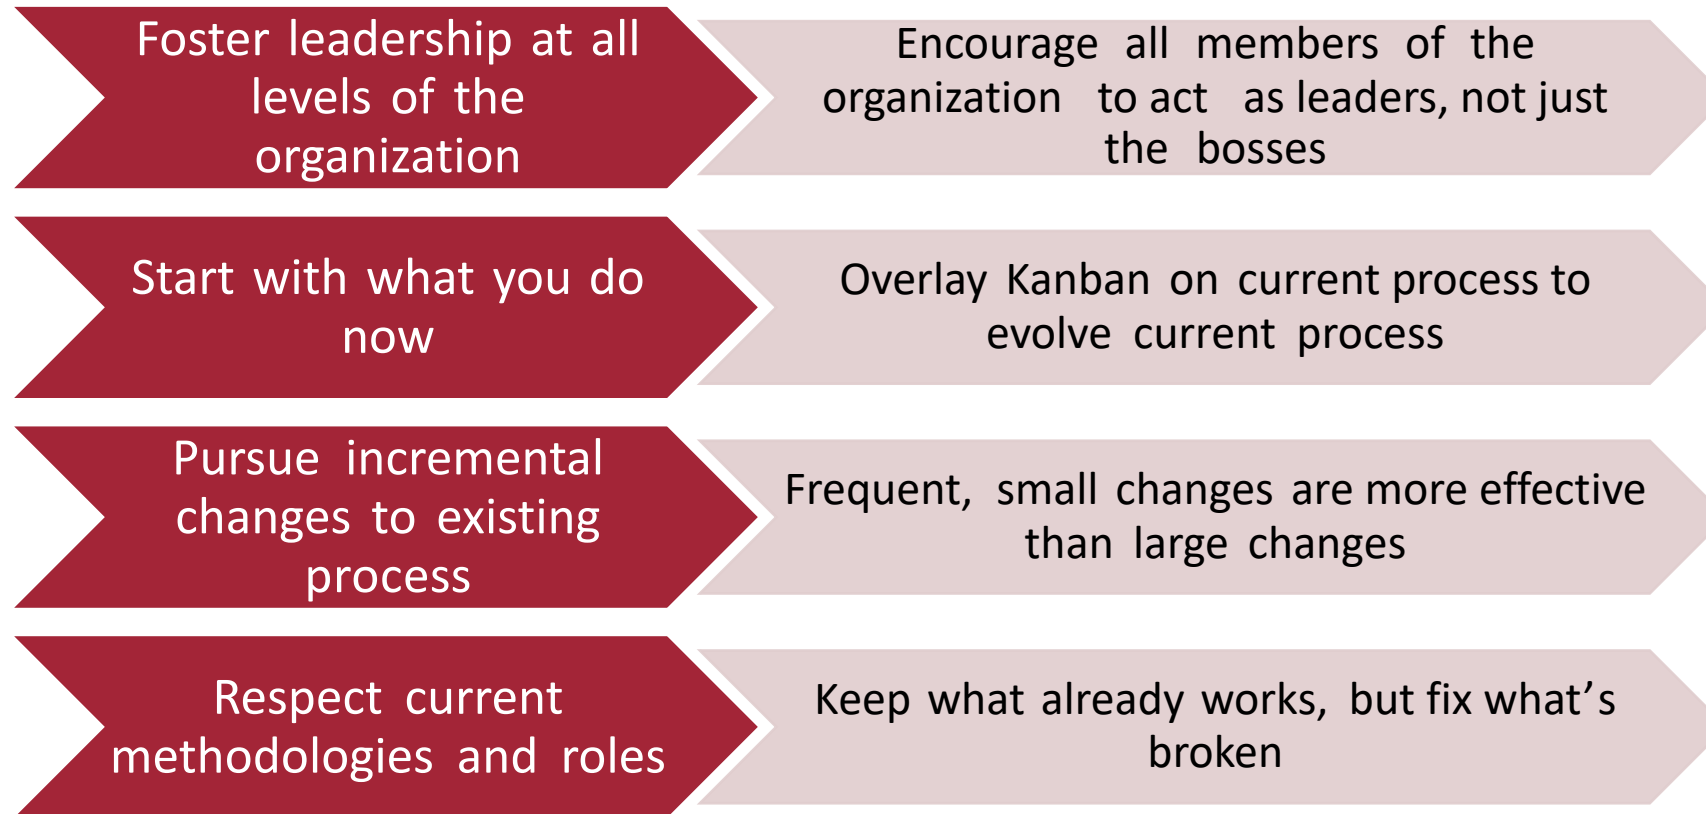 Foster leadership at all
levels of the
organization
Encourage all members of the
organization to act as leaders, not just
the bosses
Start with what you do
now
Overlay Kanban on current process to
evolve current process
Pursue incremental
changes to existing
process
Frequent, small changes are more effective
than large changes
Respect current
methodologies and roles
Keep what already works, but fix what’s
broken